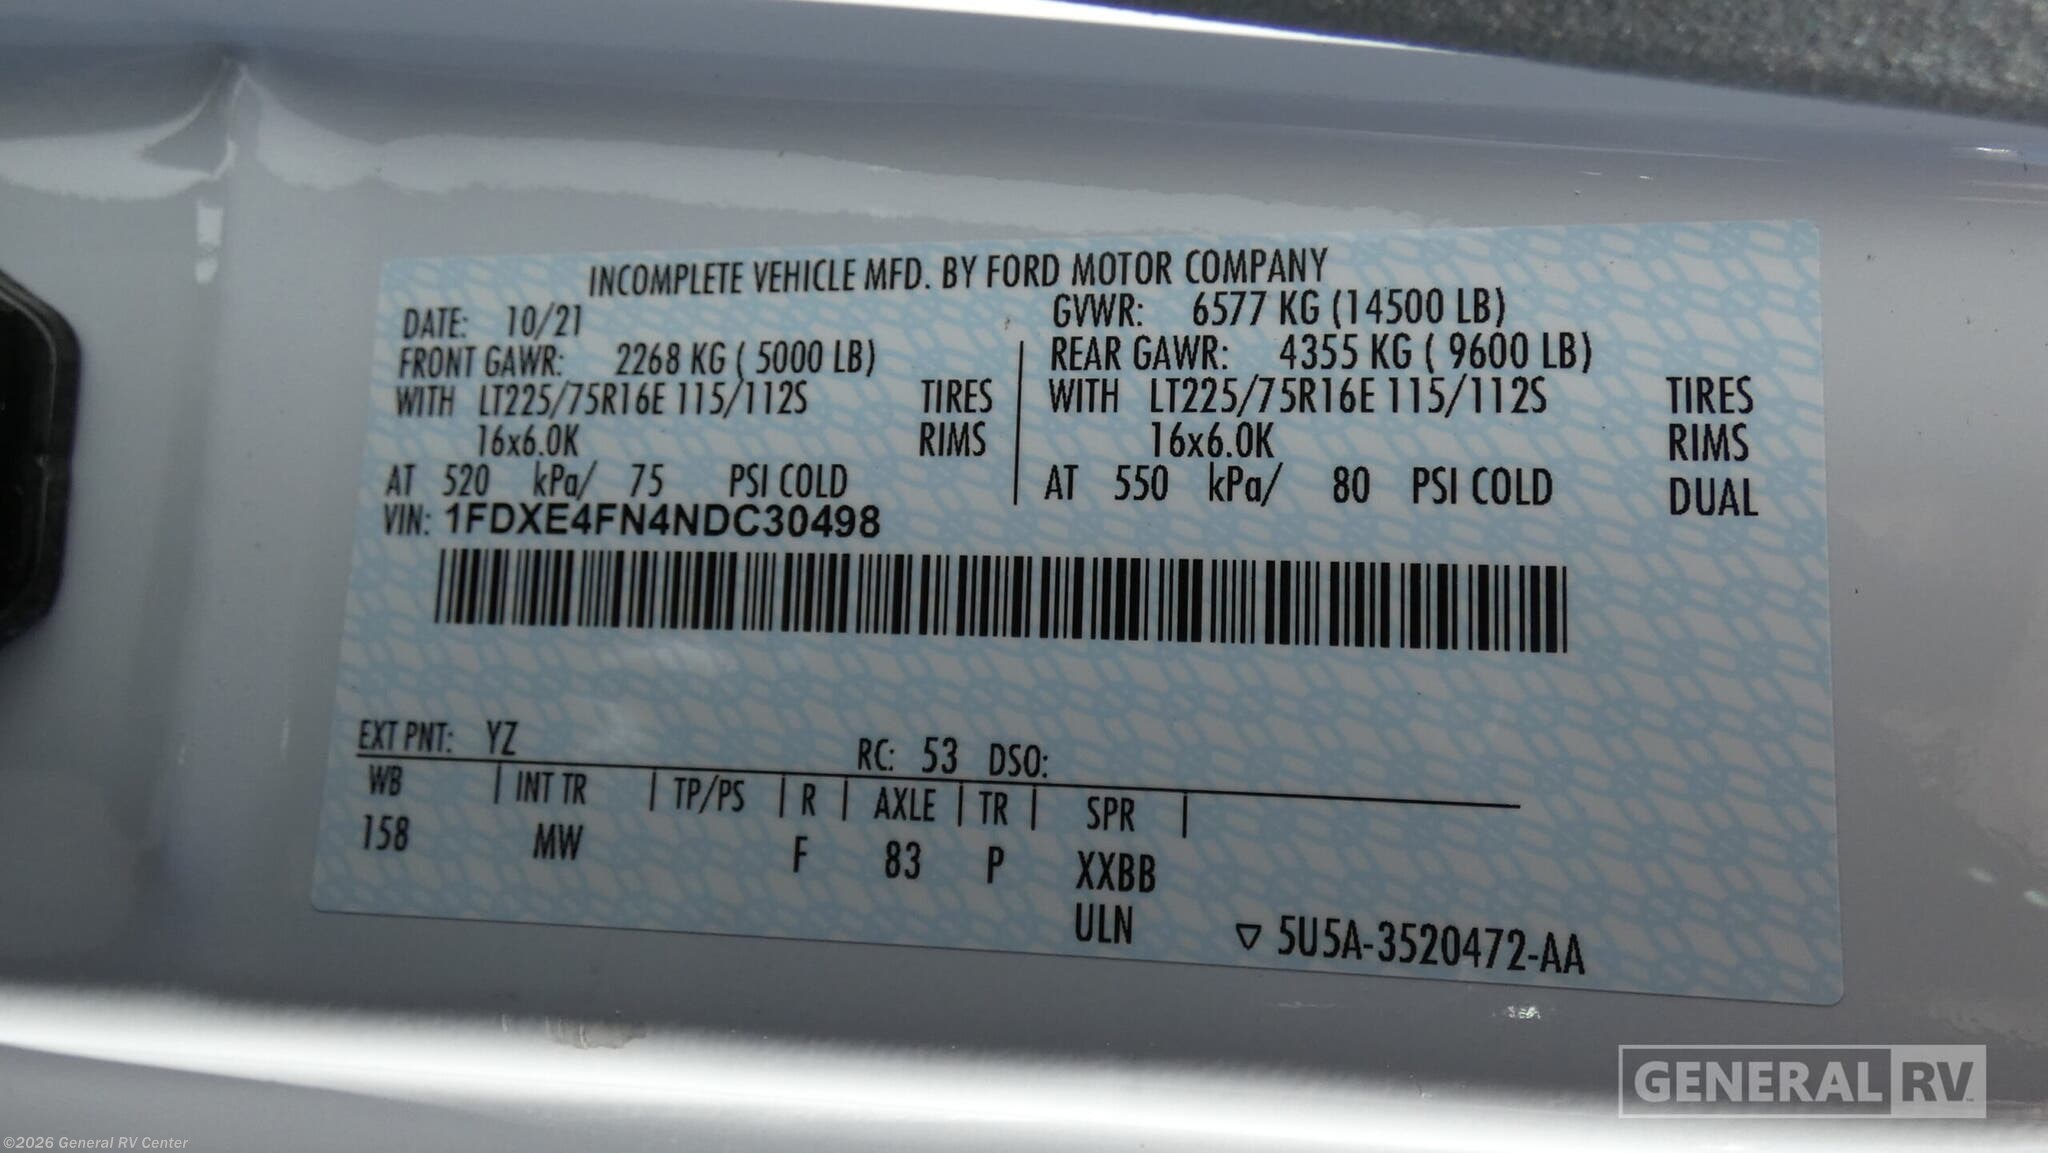 INCOMPLETE VEHICLE MFD. BY FORD MOTOR COMPANY
DATE: 10/21 GVWR: 6577 KG (14500 LB)
FRONT GAWR: 2268 KG ( 5000 LB) REAR GAWR: 4355 KG ( 9600 LB)
WITH LT225/75R16E 115/112S TIRES WITH LT225/75R16E 115/112S TIRES
16x6.0K RIMS 16x6.0K RIMS
AT 520 kPa/ 75 PSI COLD AT 550 kPa/ 80 PSI COLD DUAL
VIN: 1FDXE4FN4NDC30498
EXT PNT: YZ RC: 53 DSO:
WB INT TR TP/PS R AXLE TR SPR
158 MW F 83 P XXBB
ULN 5U5A-3520472-AA
GENERAL RV
©2026 General RV Center